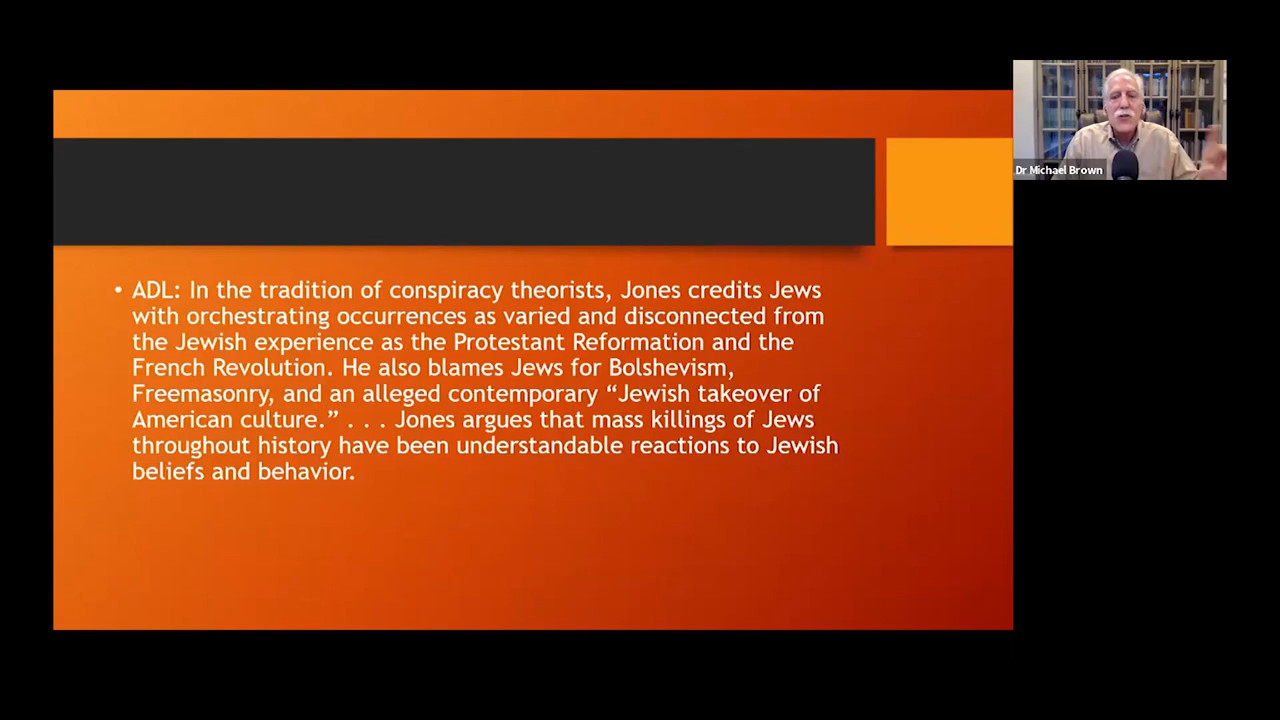 • ADL: In the tradition of conspiracy theorists, Jones credits Jews
with orchestrating occurrences as varied and disconnected from
the Jewish experience as the Protestant Reformation and the
French Revolution. He also blames Jews for Bolshevism,
Freemasonry, and an alleged contemporary “Jewish takeover of
American culture.” . . . Jones argues that mass killings of Jews
throughout history have been understandable reactions to Jewish
beliefs and behavior.
Dr Michael Brown